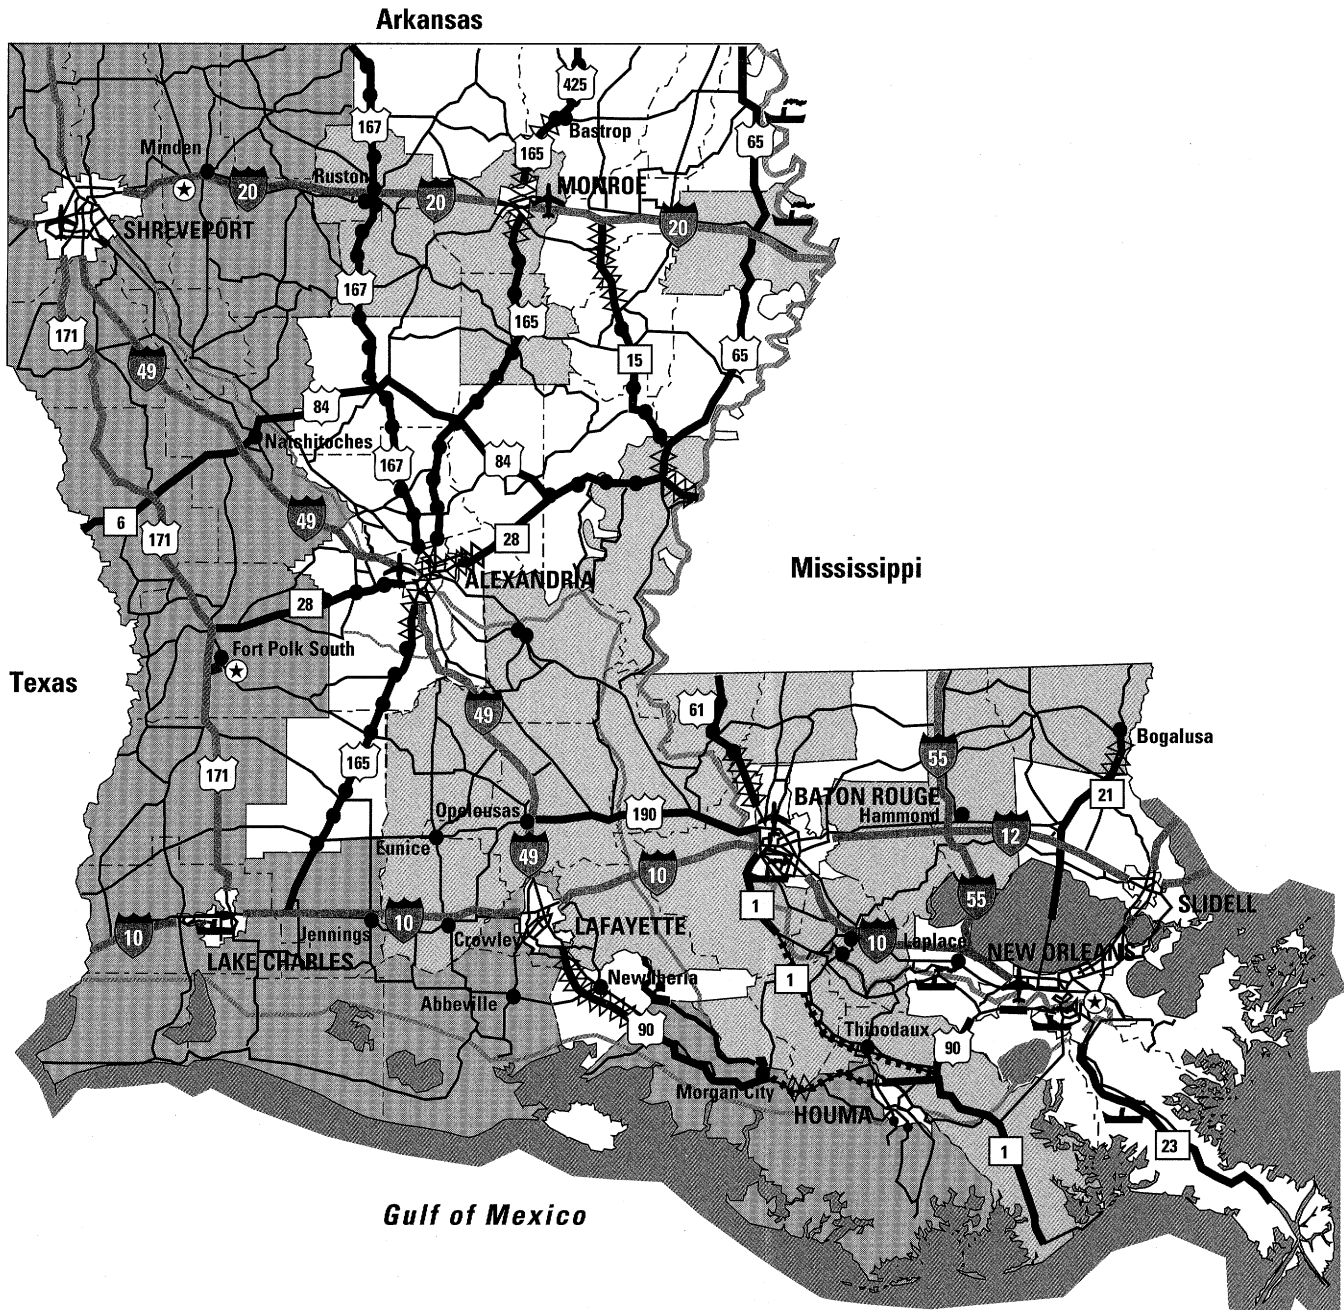 Arkansas
425
167
Bastrop
65
Minden
165
Ruston
20
20
MONROE
20
SHREVEPORT
167
165
171
15
65
49
84
Natchitoches
167
84
49
6
171
28
ALEXANDRIA
Mississippi
28
Fort Polk South
Texas
61
49
Bogalusa
55
165
171
21
BATON ROUGE
Opelousas
190
Hammond
12
Eunice
49
10
55
1
SLIDELL
10
10
Jennings
Crowley
LAFAYETTE
10
Laplace
NEW ORLEANS
LAKE CHARLES
New Iberia
1
Abbeville
90
Thibodaux
90
Morgan City
HOUMA
1
23
Gulf of Mexico